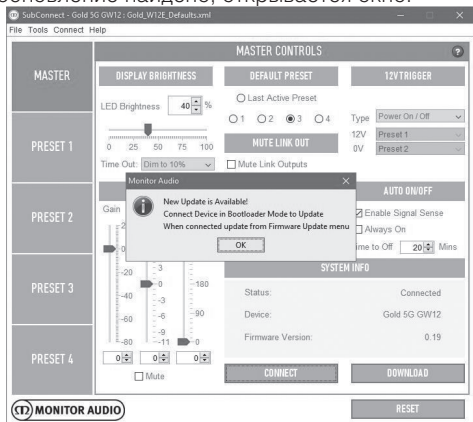 обновление найдено, открывается окно.
SubConnect - Gold 5G GW12 : Gold_W12E_Defaults.xml
File Tools Connect Help
MASTER CONTROLS
?
MASTER
PRESET 1
PRESET 2
PRESET 3
PRESET 4
DISPLAY BRIGHTNESS
LED Brightness 40 %
0 25 50 75 100
Time Out: Dim to 10%
DEFAULT PRESET
Last Active Preset
1 2 3 4
MUTE LINK OUT
Mute Link Outputs
12V TRIGGER
Type Power On / Off
12V Preset 1
0V Preset 2
Monitor Audio
New Update is Available!
Connect Device in Bootloader Mode to Update
When connected update from Firmware Update menu
OK
Gain
-20
-40
-60
-80
3
0
-3
-6
-9
-11
180
90
0
0 0 0
Mute
AUTO ON/OFF
Enable Signal Sense
Always On
Time to Off 20 Mins
SYSTEM INFO
Status: Connected
Device: Gold 5G GW12
Firmware Version: 0.19
CONNECT
DOWNLOAD
MONITOR AUDIO
RESET